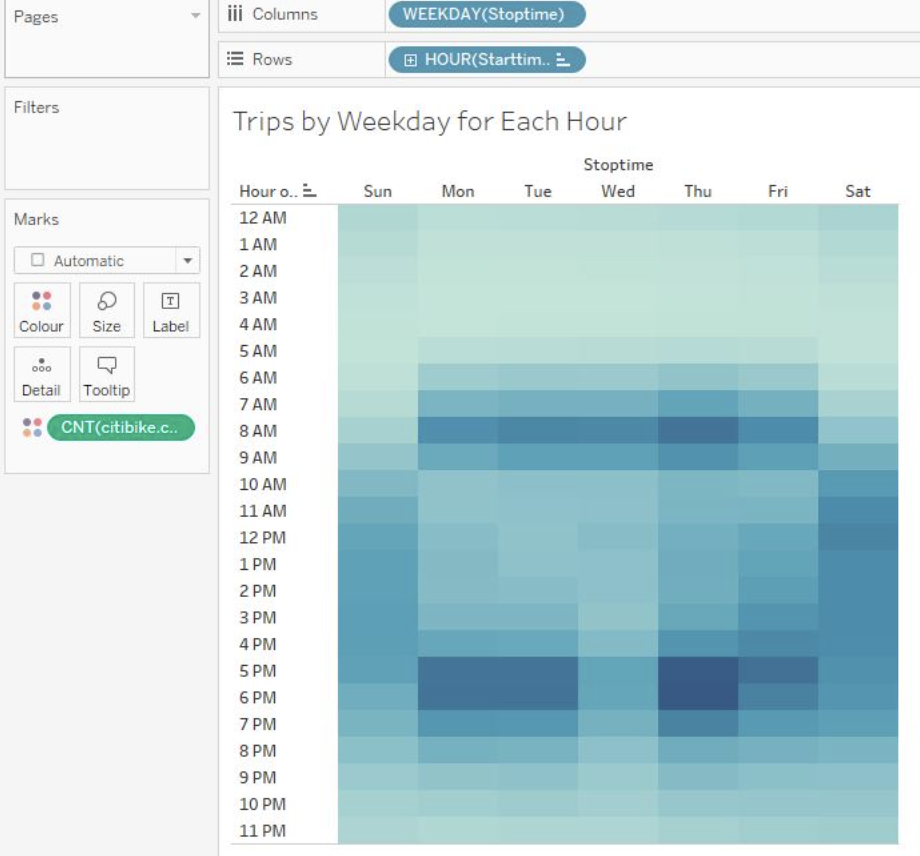 Pages
Columns
WEEKDAY(Stoptime)
Rows
HOUR(Starttim..
Filters
Marks
Automatic
Colour Size Label
Detail Tooltip
CNT(citibike.c..
Trips by Weekday for Each Hour
Stoptime
Hour o.. Sun Mon Tue Wed Thu Fri Sat
12 AM
1 AM
2 AM
3 AM
4 AM
5 AM
6 AM
7 AM
8 AM
9 AM
10 AM
11 AM
12 PM
1 PM
2 PM
3 PM
4 PM
5 PM
6 PM
7 PM
8 PM
9 PM
10 PM
11 PM